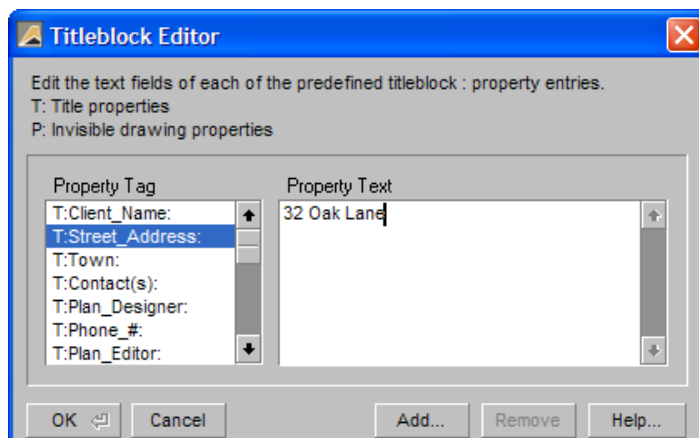 Titleblock Editor
Edit the text fields of each of the predefined titleblock : property entries.
T: Title properties
P: Invisible drawing properties
Property Tag
T:Client_Name:
T:Street_Address:
T:Town:
T:Contact(s):
T:Plan_Designer:
T:Phone_#:
T:Plan_Editor:
Property Text
32 Oak Lane
OK Cancel Add... Remove Help...